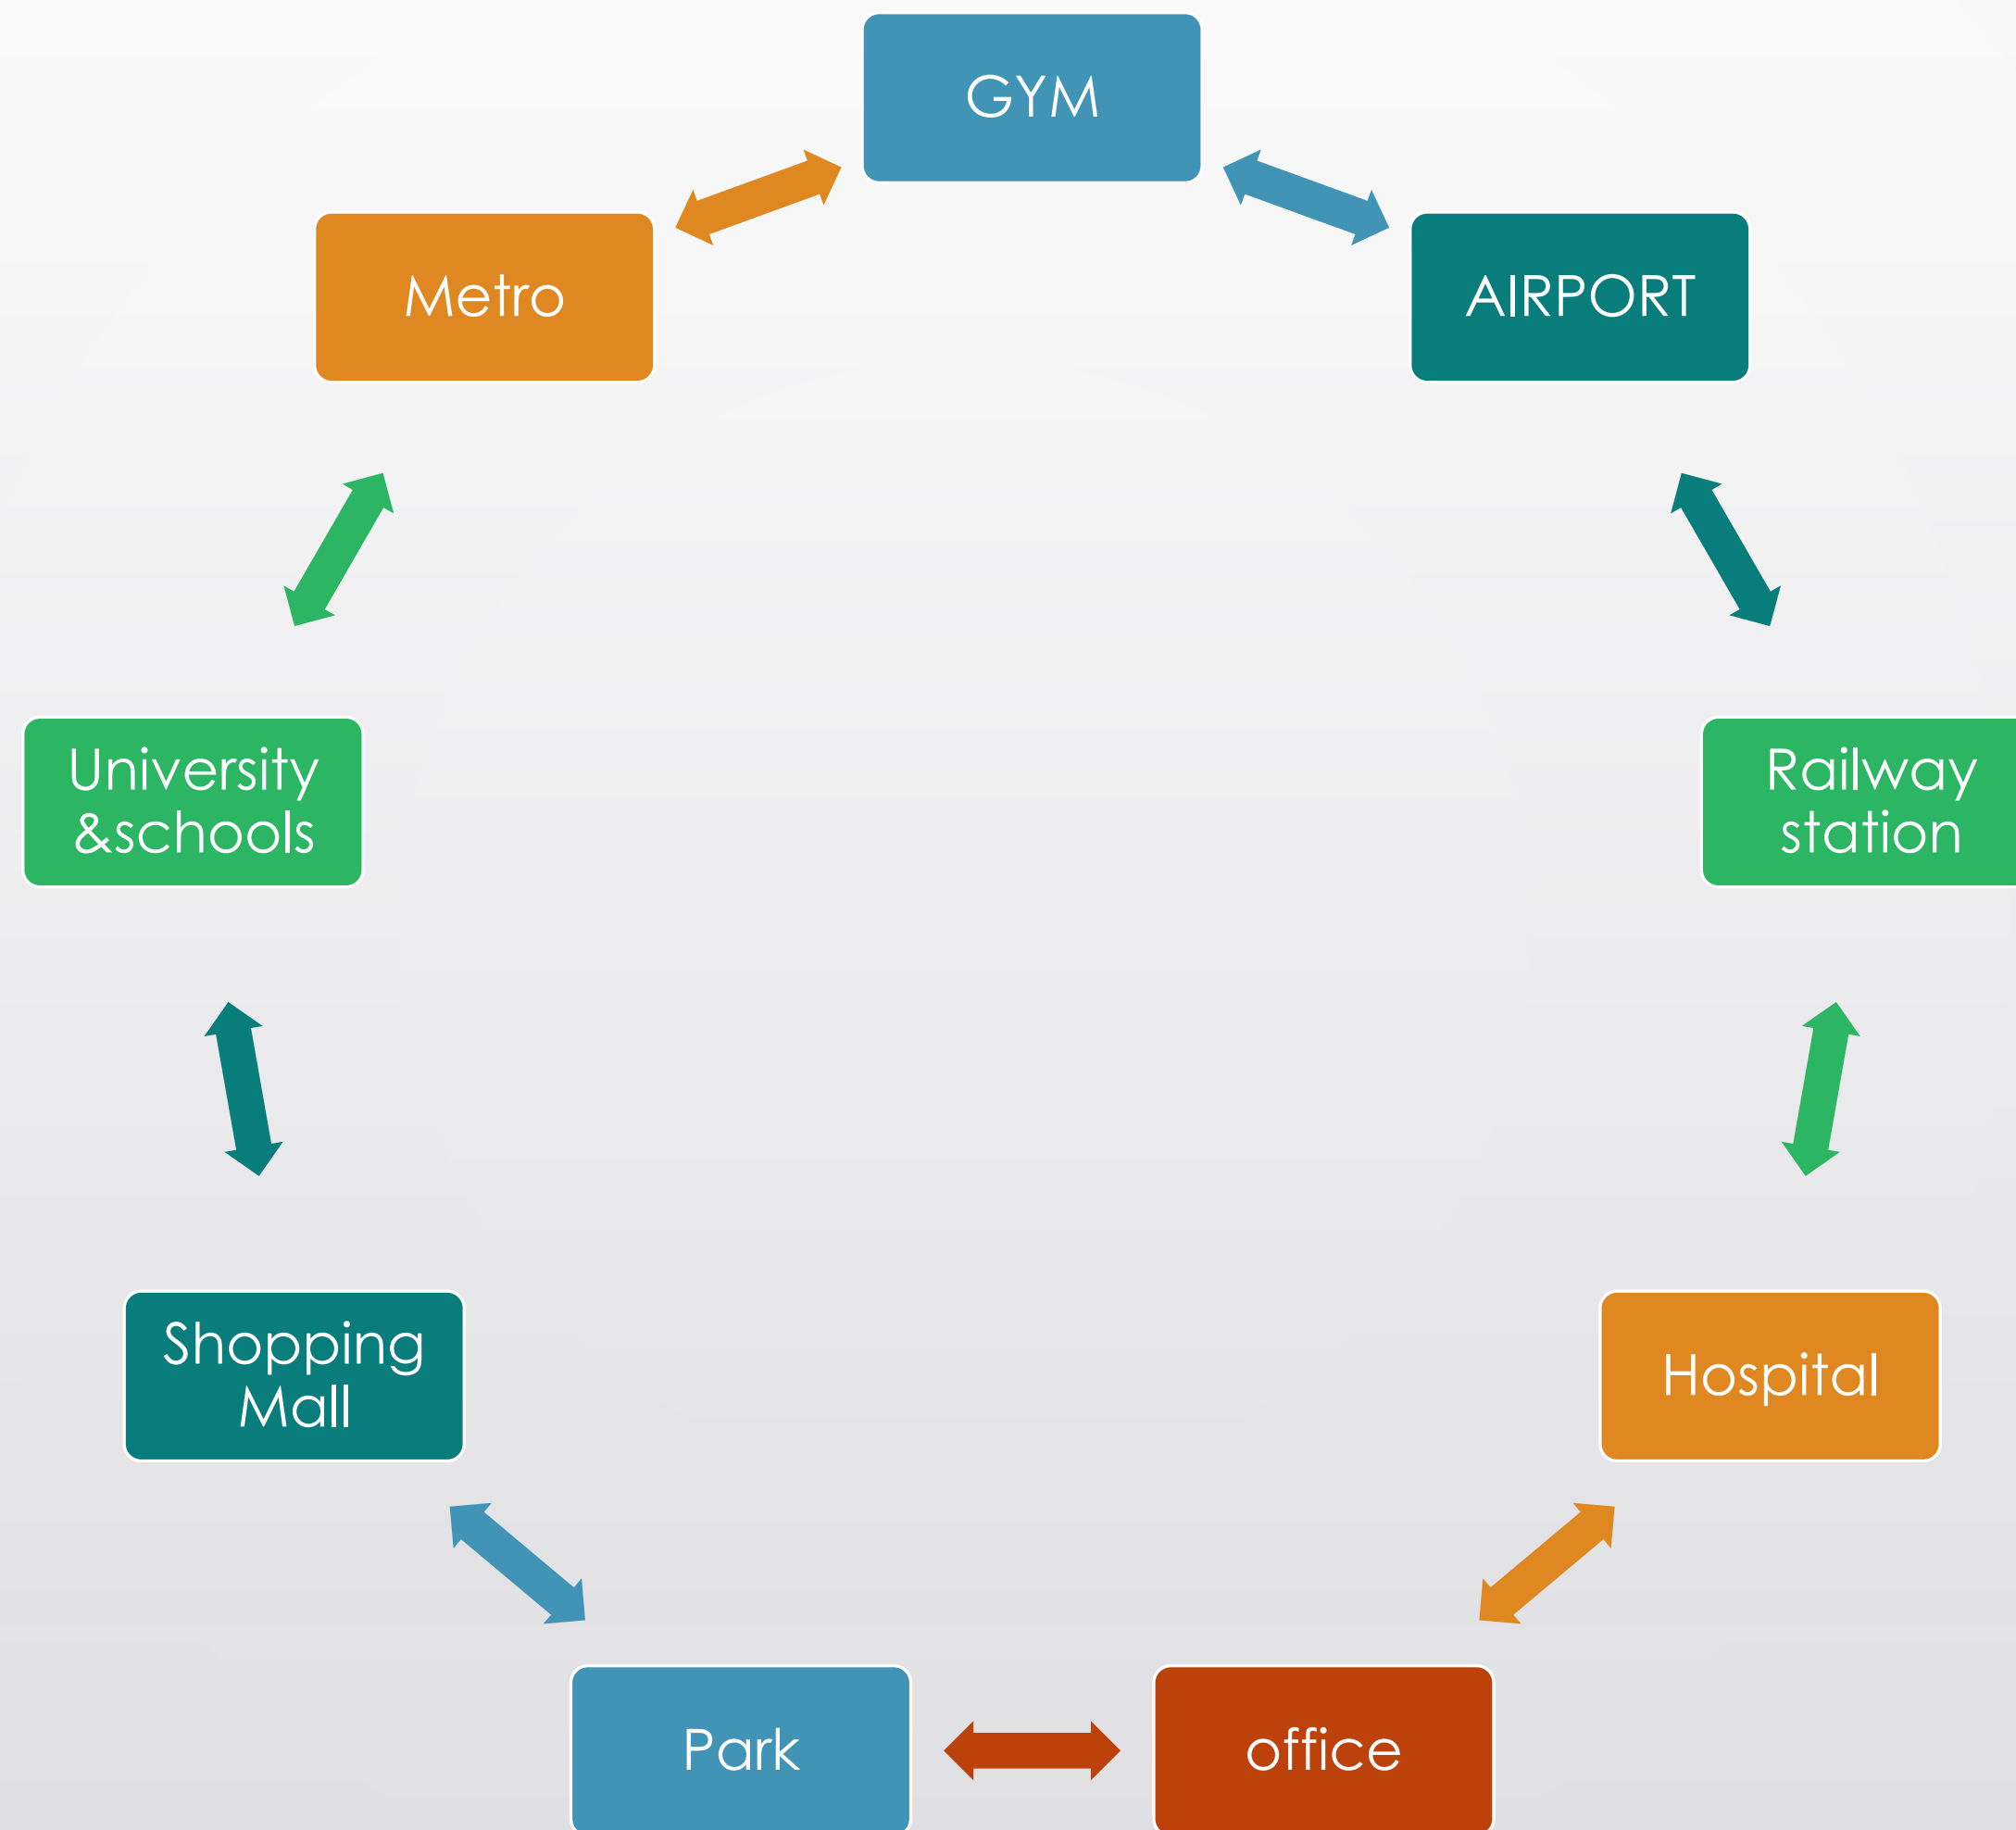 GYM
Metro
AIRPORT
University
&schools
Railway
station
Shopping
Mall
Hospital
Park
office